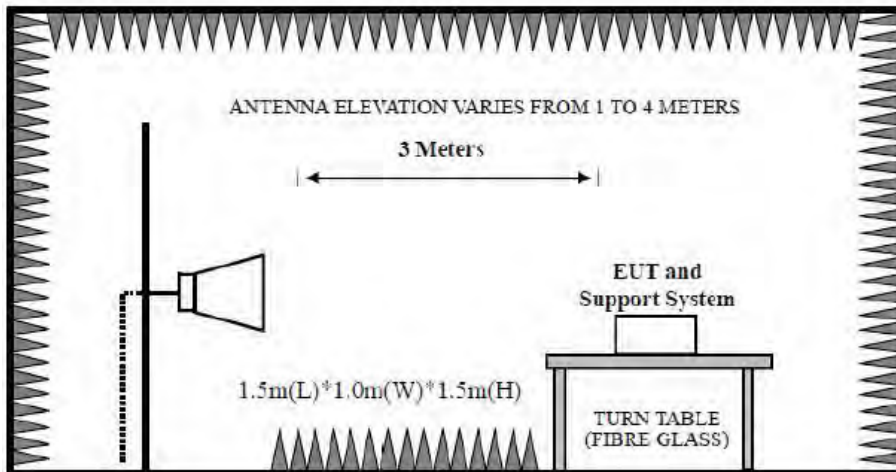 ANTENNA ELEVATION VARIES FROM 1 TO 4 METERS
3 Meters
EUT and
Support System
1.5m(L)*1.0m(W)*1.5m(H)
TURN TABLE
(FIBRE GLASS)